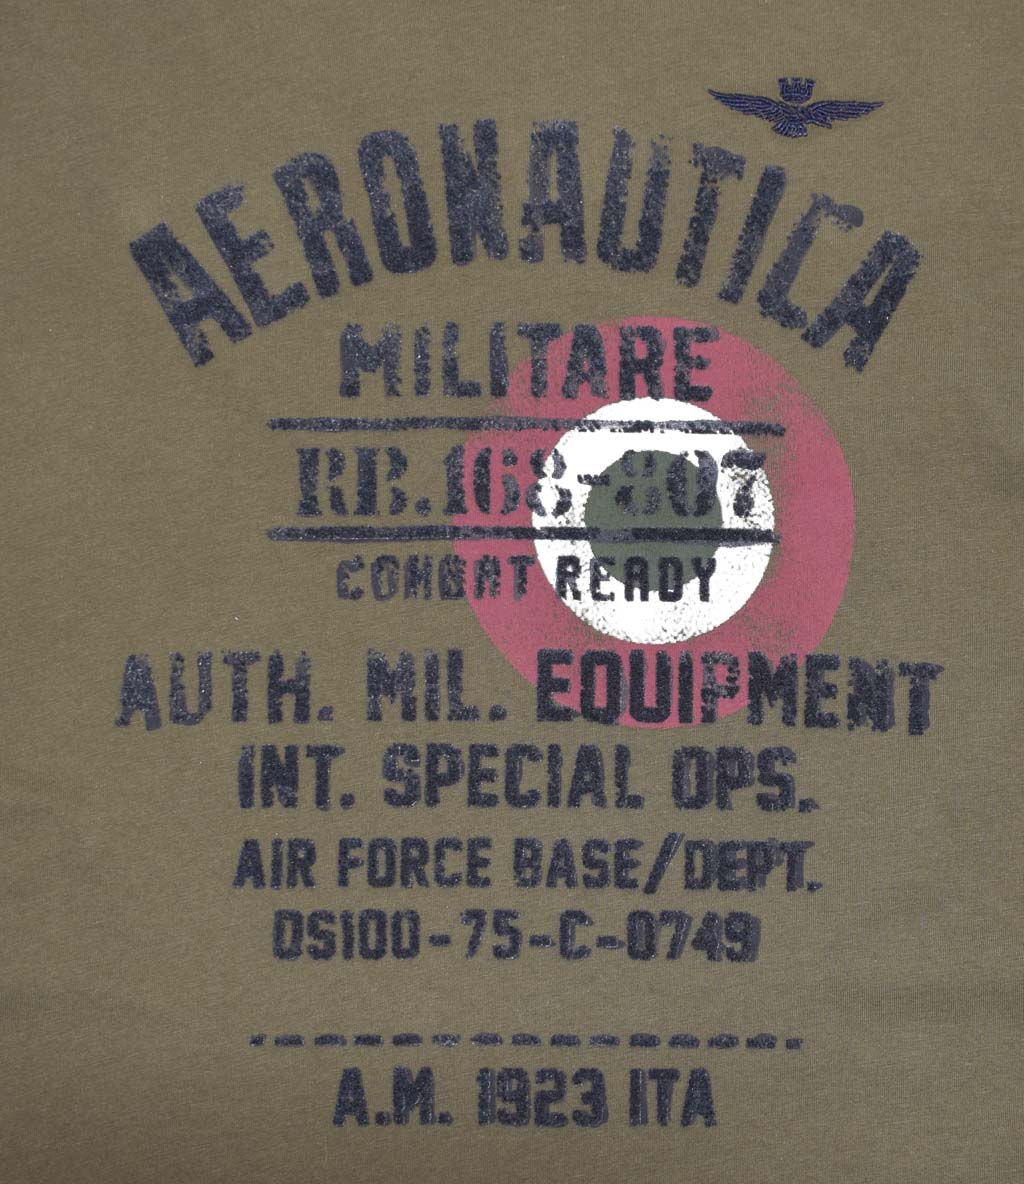 AERONAUTICA
MILITARE
RB.168-807
COMBAT READY
AUTH. MIL. EQUIPMENT
INT. SPECIAL OPS.
AIR FORCE BASE/DEPT.
DS100-75-C-0749
A.M. 1923 ITA